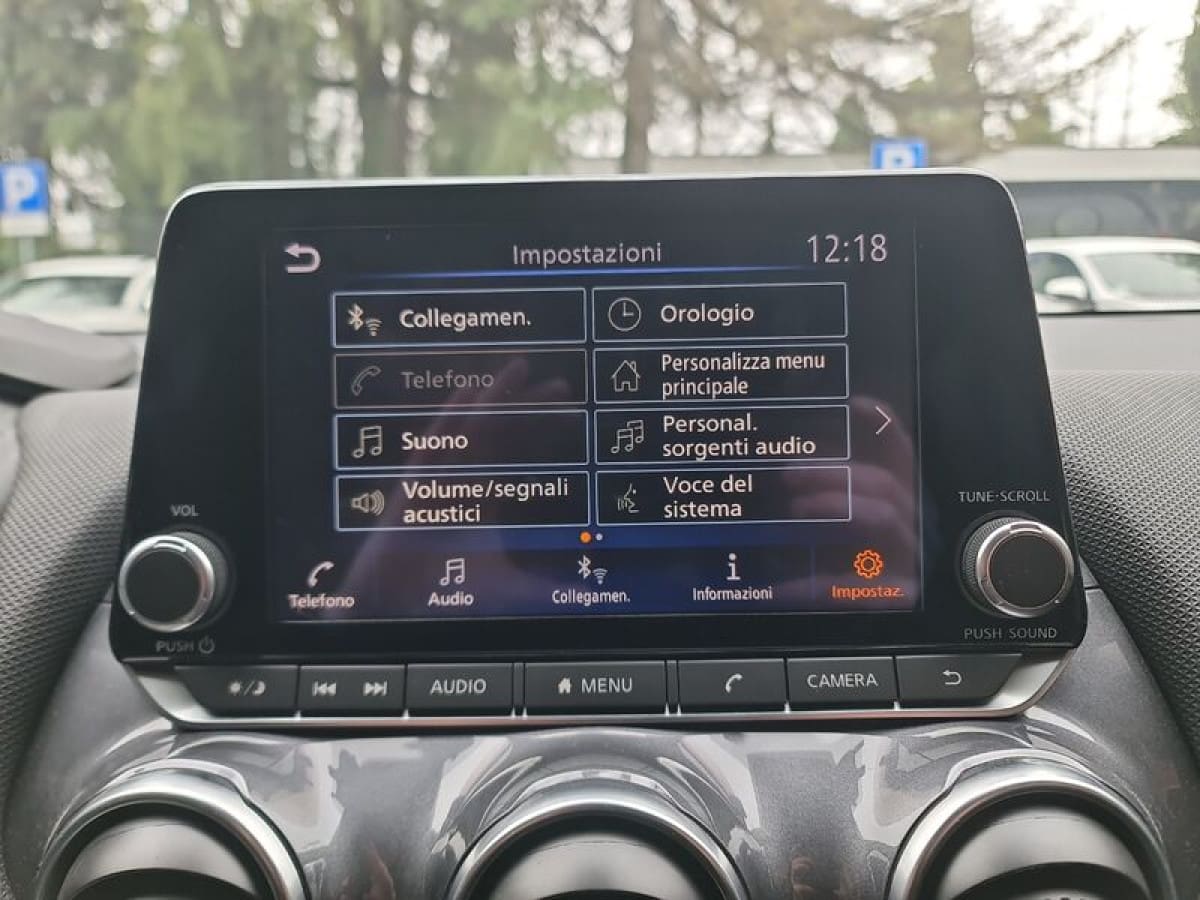 P
P
Impostazioni
12:18
Collegamen.
Orologio
Telefono
Personalizza menu
principale
Suono
Personal.
sorgenti audio
Volume/segnali
acustici
Voce del
sistema
VOL
TUNE·SCROLL
Telefono
Audio
Collegamen.
Informazioni
Impostaz.
PUSH
PUSH SOUND
AUDIO
MENU
CAMERA